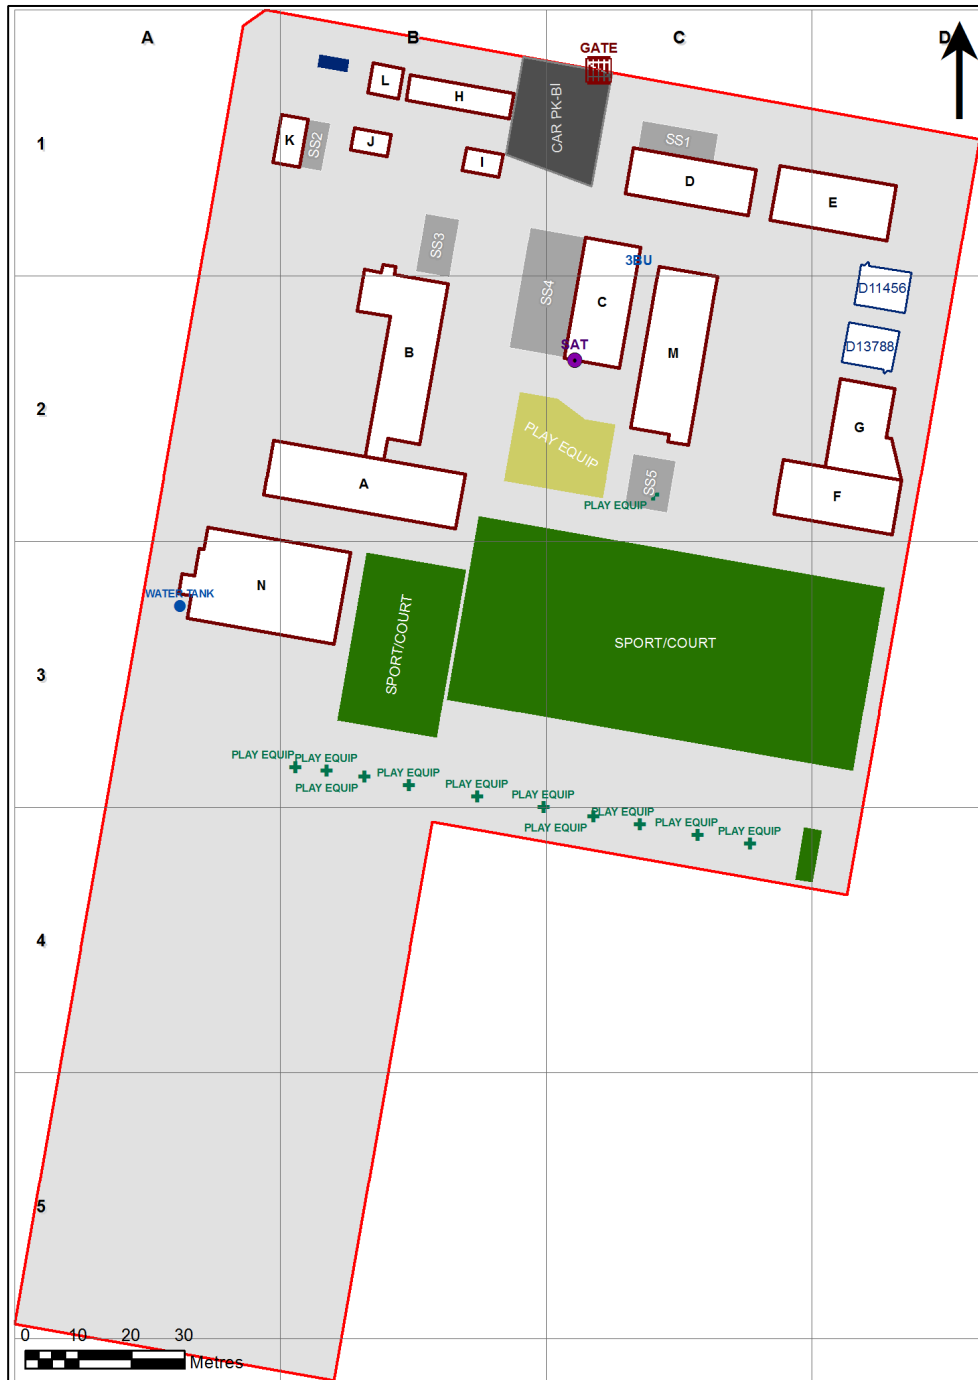 A
B
C
D
GATE
L
H
CAR PK-BI
1
K
SS2
J
I
SS1
D
E
SS3
3BU
SS4
C
D11456
SAT
B
M
D13788
2
PLAY EQUIP
G
A
SS5
PLAY EQUIP
F
N
WATER TANK
SPORT/COURT
SPORT/COURT
3
PLAY EQUIP
PLAY EQUIP
PLAY EQUIP
PLAY EQUIP
PLAY EQUIP
PLAY EQUIP
PLAY EQUIP
PLAY EQUIP
PLAY EQUIP
PLAY EQUIP
4
5
0 10 20 30
Metres